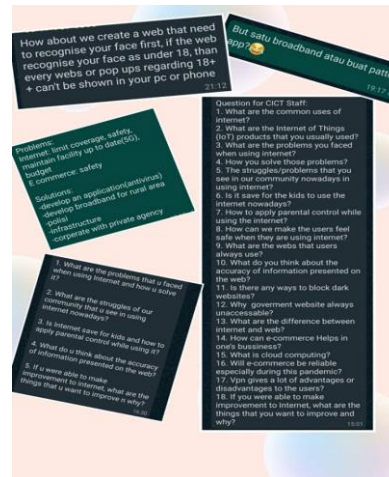 How about we create a web that need
to recognise your face first, if the web
recognise your face as under 18, than
every webs or pop ups regarding 18+
+ can't be shown in your pc or phone
21:12
But satu broadband atau buat
app?😂
19:17
Problems:
Internet: limit coverage, safety,
maintain facility up to date(5G),
budget
E commerce: safety
Solutions:
-develop an application(antivirus)
-develop broadband for rural area
-polisi
-infrastructure
-corperate with private agency
Question for CICT Staff:
1. What are the common uses of
internet?
2. What are the Internet of Things
(IoT) products that you usually used?
3. What are the problems you faced
when using internet?
4. How you solve those problems?
5. The struggles/problems that you
see in our community nowadays in
using internet?
6. Is it save for the kids to use the
internet nowadays?
7. How to apply parental control while
using the internet?
8. How can we make the users feel
safe when they are using internet?
9. What are the webs that users
always use?
10. What do you think about the
accuracy of information presented on
the web?
11. Is there any ways to block dark
websites?
12. Why goverment website always
unaccessable?
13. What are the difference between
internet and web?
14. How can e-commerce Helps in
one's bussiness?
15. What is cloud computing?
16. Will e-commerce be reliable
especially during this pandemic?
17. Vpn gives a lot of advantages or
disadvantages to the users?
18. If you were able to make
improvement to internet, what are the
things that you want to improve and
why?
15:01
1. What are the problems that u faced
when using Internet and how u solve
it?
2. What are the struggles of our
community that u see in using
Internet nowadays?
3. Is Internet save for kids and how to
apply parental control while using it?
4. What do u think about the accuracy
of information presented on the web?
5. If u were able to make
improvement to internet, what are the
things that u want to improve n why?